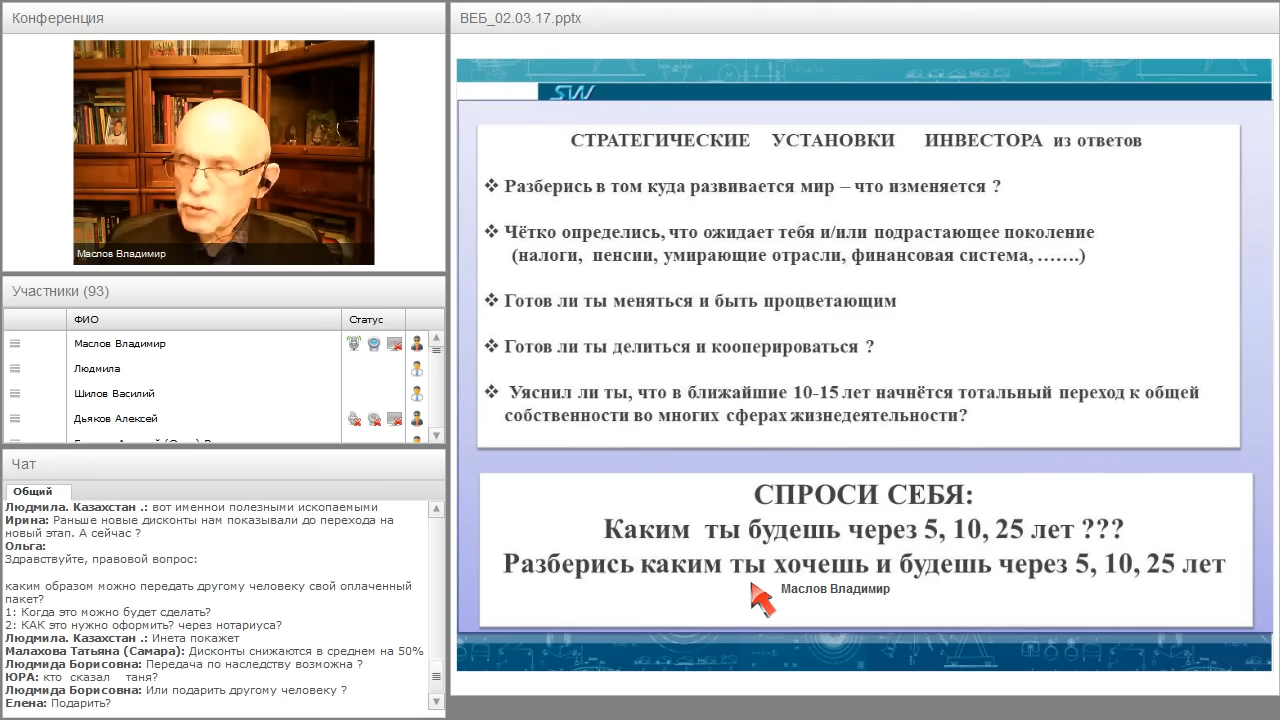 Конференция
Маслов Владимир
Участники (93)
ФИО
Статус
Маслов Владимир
Людмила
Шилов Василий
Дьяков Алексей
Чат
Общий
Людмила. Казахстан .: вот именной полезными ископаемыми
Ирина: Раньше новые дисконты нам показывали до перехода на
новый этап. А сейчас ?
Ольга:
Здравствуйте, правовой вопрос:
каким образом можно передать другому человеку свой оплаченный
пакет?
1: Когда это можно будет сделать?
2: КАК это нужно оформить? через нотариуса?
Людмила. Казахстан .: Инета покажет
Малахова Татьяна (Самара): Дисконты снижаются в среднем на 50%
Людмида Борисовна: Передача по наследству возможна ?
ЮРА: кто сказал таня?
Людмида Борисовна: Или подарить другому человеку ?
Елена: Подарить?
ВЕБ_02.03.17.pptx
SW
СТРАТЕГИЧЕСКИЕ УСТАНОВКИ ИНВЕСТОРА из ответов
❖ Разберись в том куда развивается мир – что изменяется ?
❖ Чётко определись, что ожидает тебя и/или подрастающее поколение
(налоги, пенсии, умирающие отрасли, финансовая система, …….)
❖ Готов ли ты меняться и быть процветающим
❖ Готов ли ты делиться и кооперироваться ?
❖ Уяснил ли ты, что в ближайшие 10-15 лет начнётся тотальный переход к общей
собственности во многих сферах жизнедеятельности?
СПРОСИ СЕБЯ:
Каким ты будешь через 5, 10, 25 лет ???
Разберись каким ты хочешь и будешь через 5, 10, 25 лет
Маслов Владимир